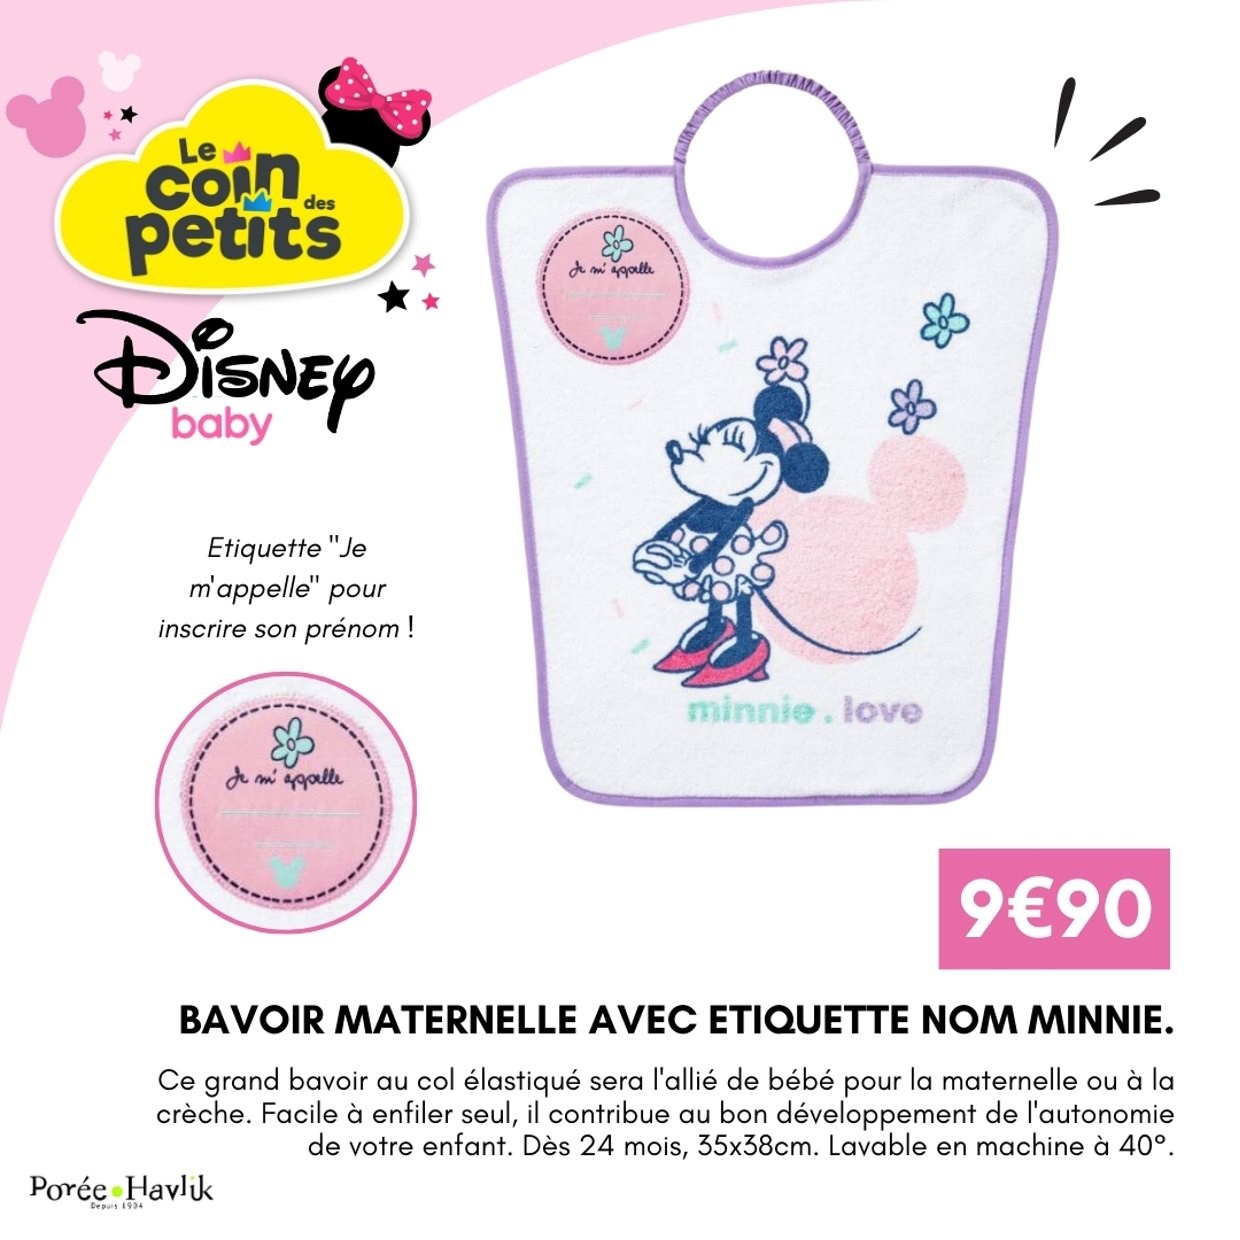 Le
coin
des
petits
Disney
baby
Je m'appelle
minnie.love
Etiquette "Je
m'appelle" pour
inscrire son prénom !
Je m'appelle
9€90
BAVOIR MATERNELLE AVEC ETIQUETTE NOM MINNIE.
Ce grand bavoir au col élastiqué sera l'allié de bébé pour la maternelle ou à la
crèche. Facile à enfiler seul, il contribue au bon développement de l'autonomie
de votre enfant. Dès 24 mois, 35x38cm. Lavable en machine à 40°.
Porée•Havlik
Depuis 1934